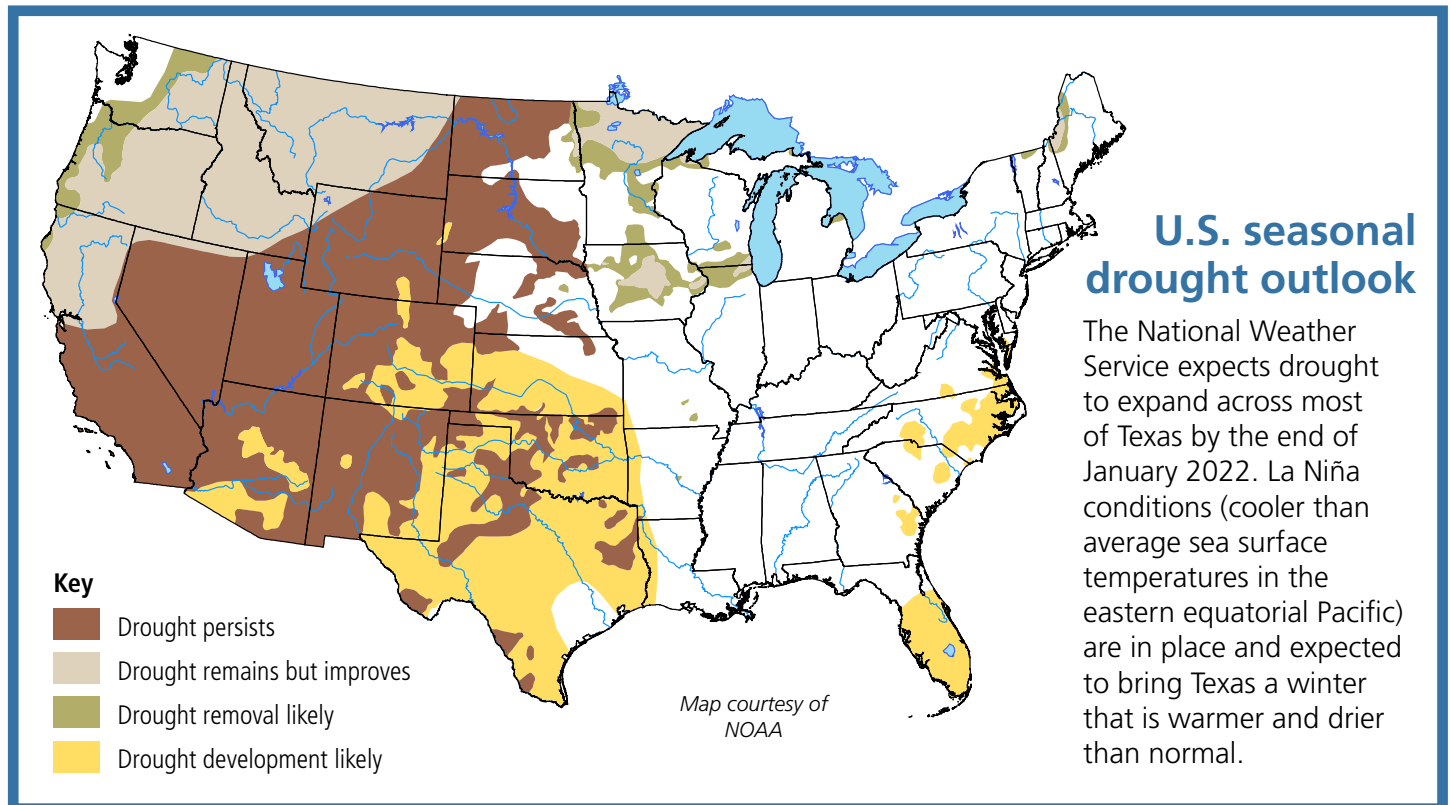 U.S. seasonal
drought outlook
The National Weather
Service expects drought
to expand across most
of Texas by the end of
January 2022. La Niña
conditions (cooler than
average sea surface
temperatures in the
eastern equatorial Pacific)
are in place and expected
to bring Texas a winter
that is warmer and drier
than normal.
Key
Drought persists
Drought remains but improves
Drought removal likely
Drought development likely
Map courtesy of
NOAA